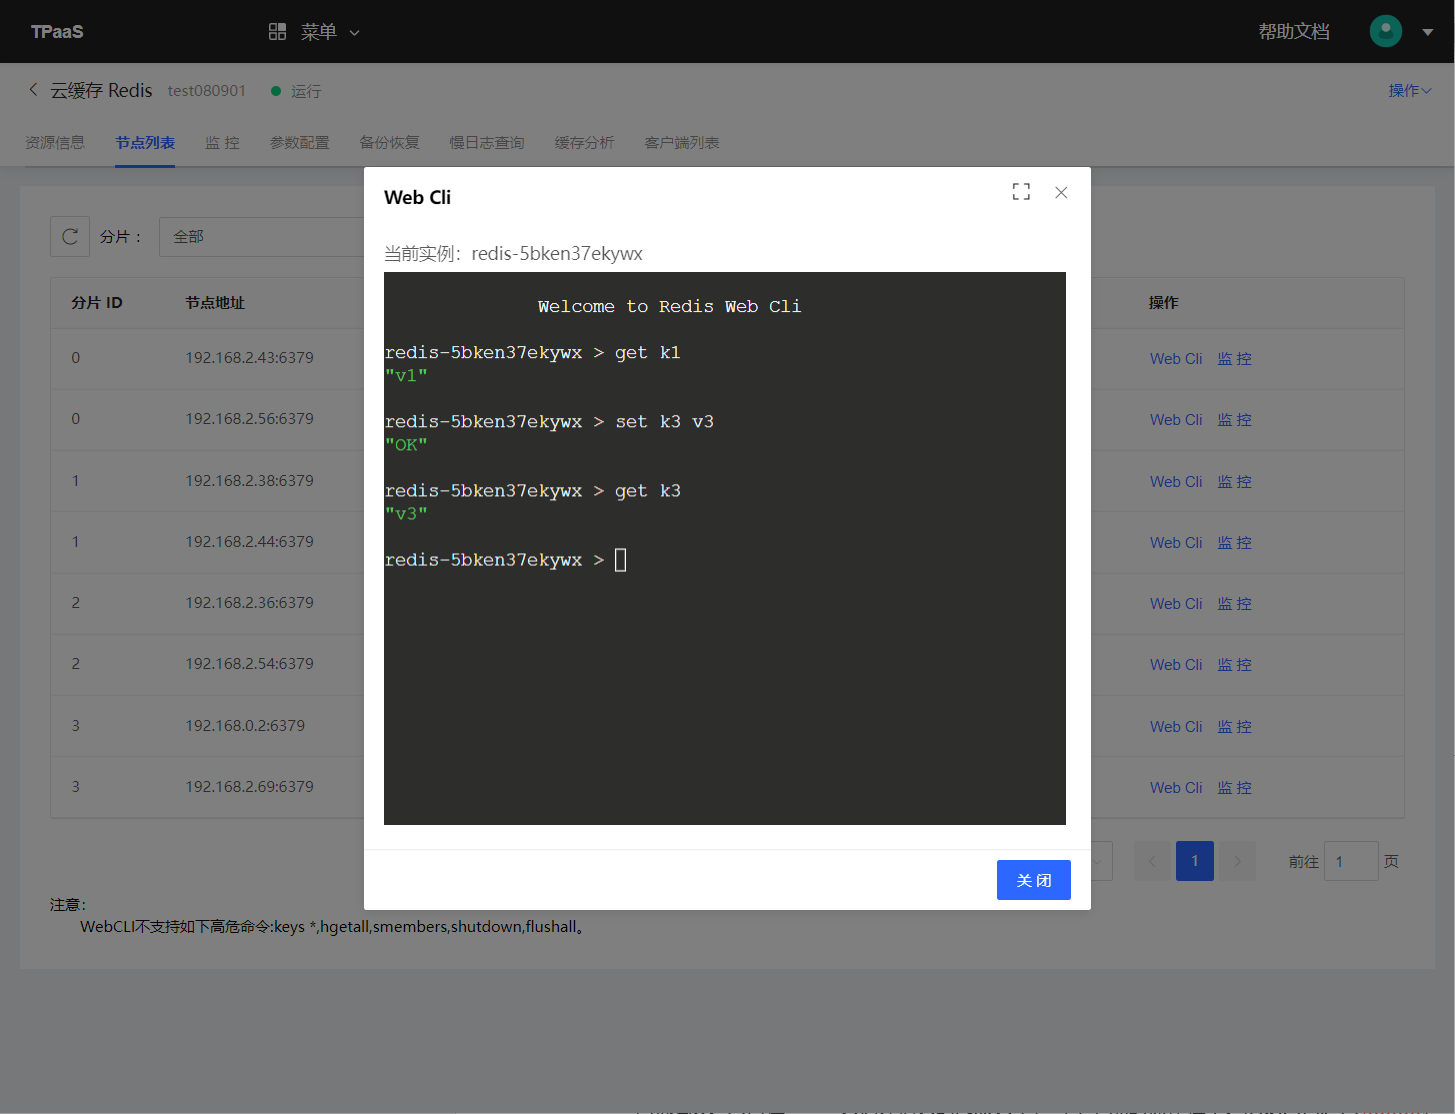 TPaaS 菜单 帮助文档
云缓存 Redis test080901 运行 操作
资源信息 节点列表 监 控 参数配置 备份恢复 慢日志查询 缓存分析 客户端列表
Web Cli
分片： 全部
当前实例：redis-5bken37ekywx
Welcome to Redis Web Cli
redis-5bken37ekywx > get k1
"v1"
redis-5bken37ekywx > set k3 v3
"OK"
redis-5bken37ekywx > get k3
"v3"
redis-5bken37ekywx >
关 闭
分片 ID 节点地址 操作
0 192.168.2.43:6379 Web Cli 监 控
0 192.168.2.56:6379 Web Cli 监 控
1 192.168.2.38:6379 Web Cli 监 控
1 192.168.2.44:6379 Web Cli 监 控
2 192.168.2.36:6379 Web Cli 监 控
2 192.168.2.54:6379 Web Cli 监 控
3 192.168.0.2:6379 Web Cli 监 控
3 192.168.2.69:6379 Web Cli 监 控
1 前往 1 页
注意：
WebCLI不支持如下高危命令:keys *,hgetall,smembers,shutdown,flushall。